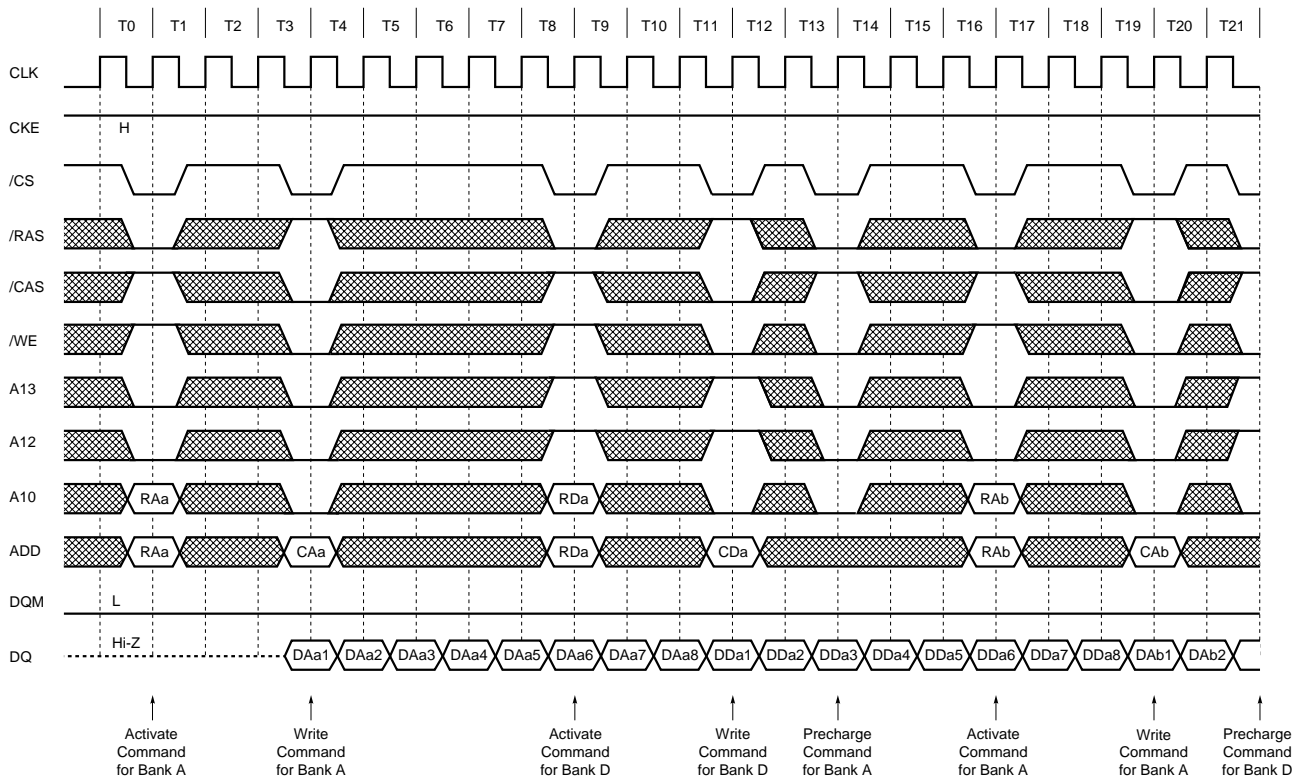 T0 T1 T2 T3 T4 T5 T6 T7 T8 T9 T10 T11 T12 T13 T14 T15 T16 T17 T18 T19 T20 T21
CLK
CKE H
/CS
/RAS
/CAS
/WE
A13
A12
A10 RAa RDa RAb
ADD RAa CAa RDa CDa RAb CAb
DQM L
DQ Hi-Z DAa1 DAa2 DAa3 DAa4 DAa5 DAa6 DAa7 DAa8 DDa1 DDa2 DDa3 DDa4 DDa5 DDa6 DDa7 DDa8 DAb1 DAb2
Activate
Command
for Bank A
Write
Command
for Bank A
Activate
Command
for Bank D
Write
Command
for Bank D
Precharge
Command
for Bank A
Activate
Command
for Bank A
Write
Command
for Bank A
Precharge
Command
for Bank D